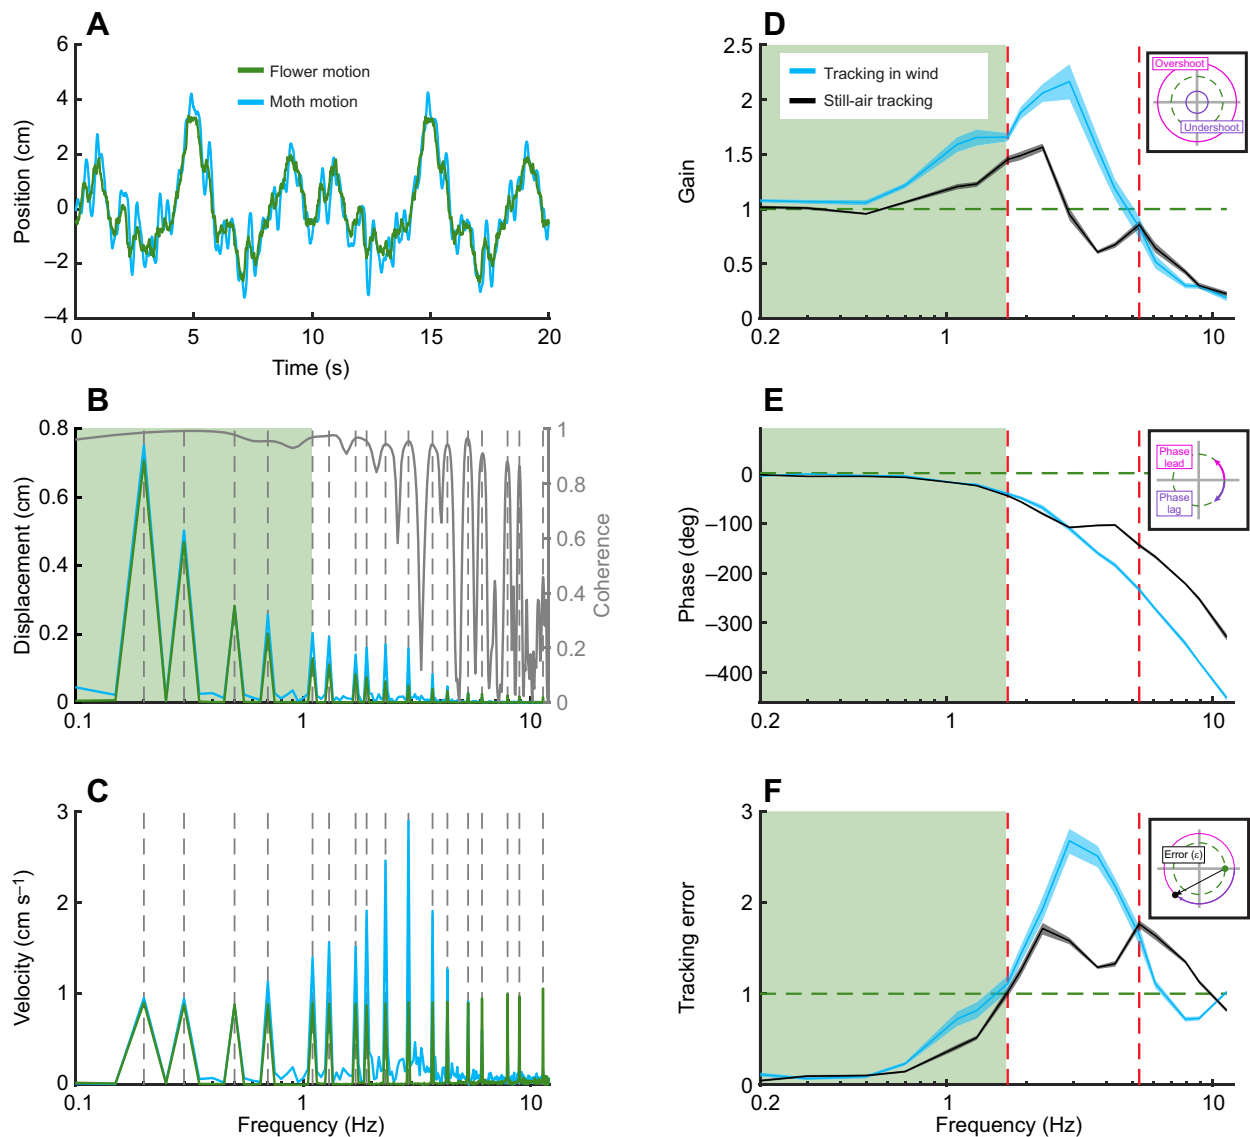 A
6
4
2
0
–2
–4
Position (cm)
Flower motion
Moth motion
0
5
10
15
20
Time (s)
B
0.8
0.6
0.4
0.2
0
Displacement (cm)
1
0.8
0.6
0.4
0.2
0
Coherence
0.1
1
10
C
3
2
1
0
Velocity (cm s–1)
0.1
1
10
Frequency (Hz)
D
2.5
2
1.5
1
0.5
0
Gain
Tracking in wind
Still-air tracking
Overshoot
Undershoot
0.2
1
10
E
0
–100
–200
–300
–400
Phase (deg)
Phase
lead
Phase
lag
0.2
1
10
F
3
2
1
0
Tracking error
Error (ε)
0.2
1
10
Frequency (Hz)